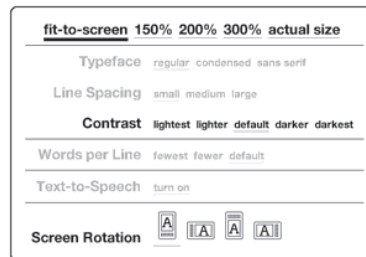 fit-to-screen 150% 200% 300% actual size
Typeface regular condensed sans serif
Line Spacing small medium large
Contrast lightest lighter default darker darkest
Words per Line fewest fewer default
Text-to-Speech turn on
Screen Rotation A A A A